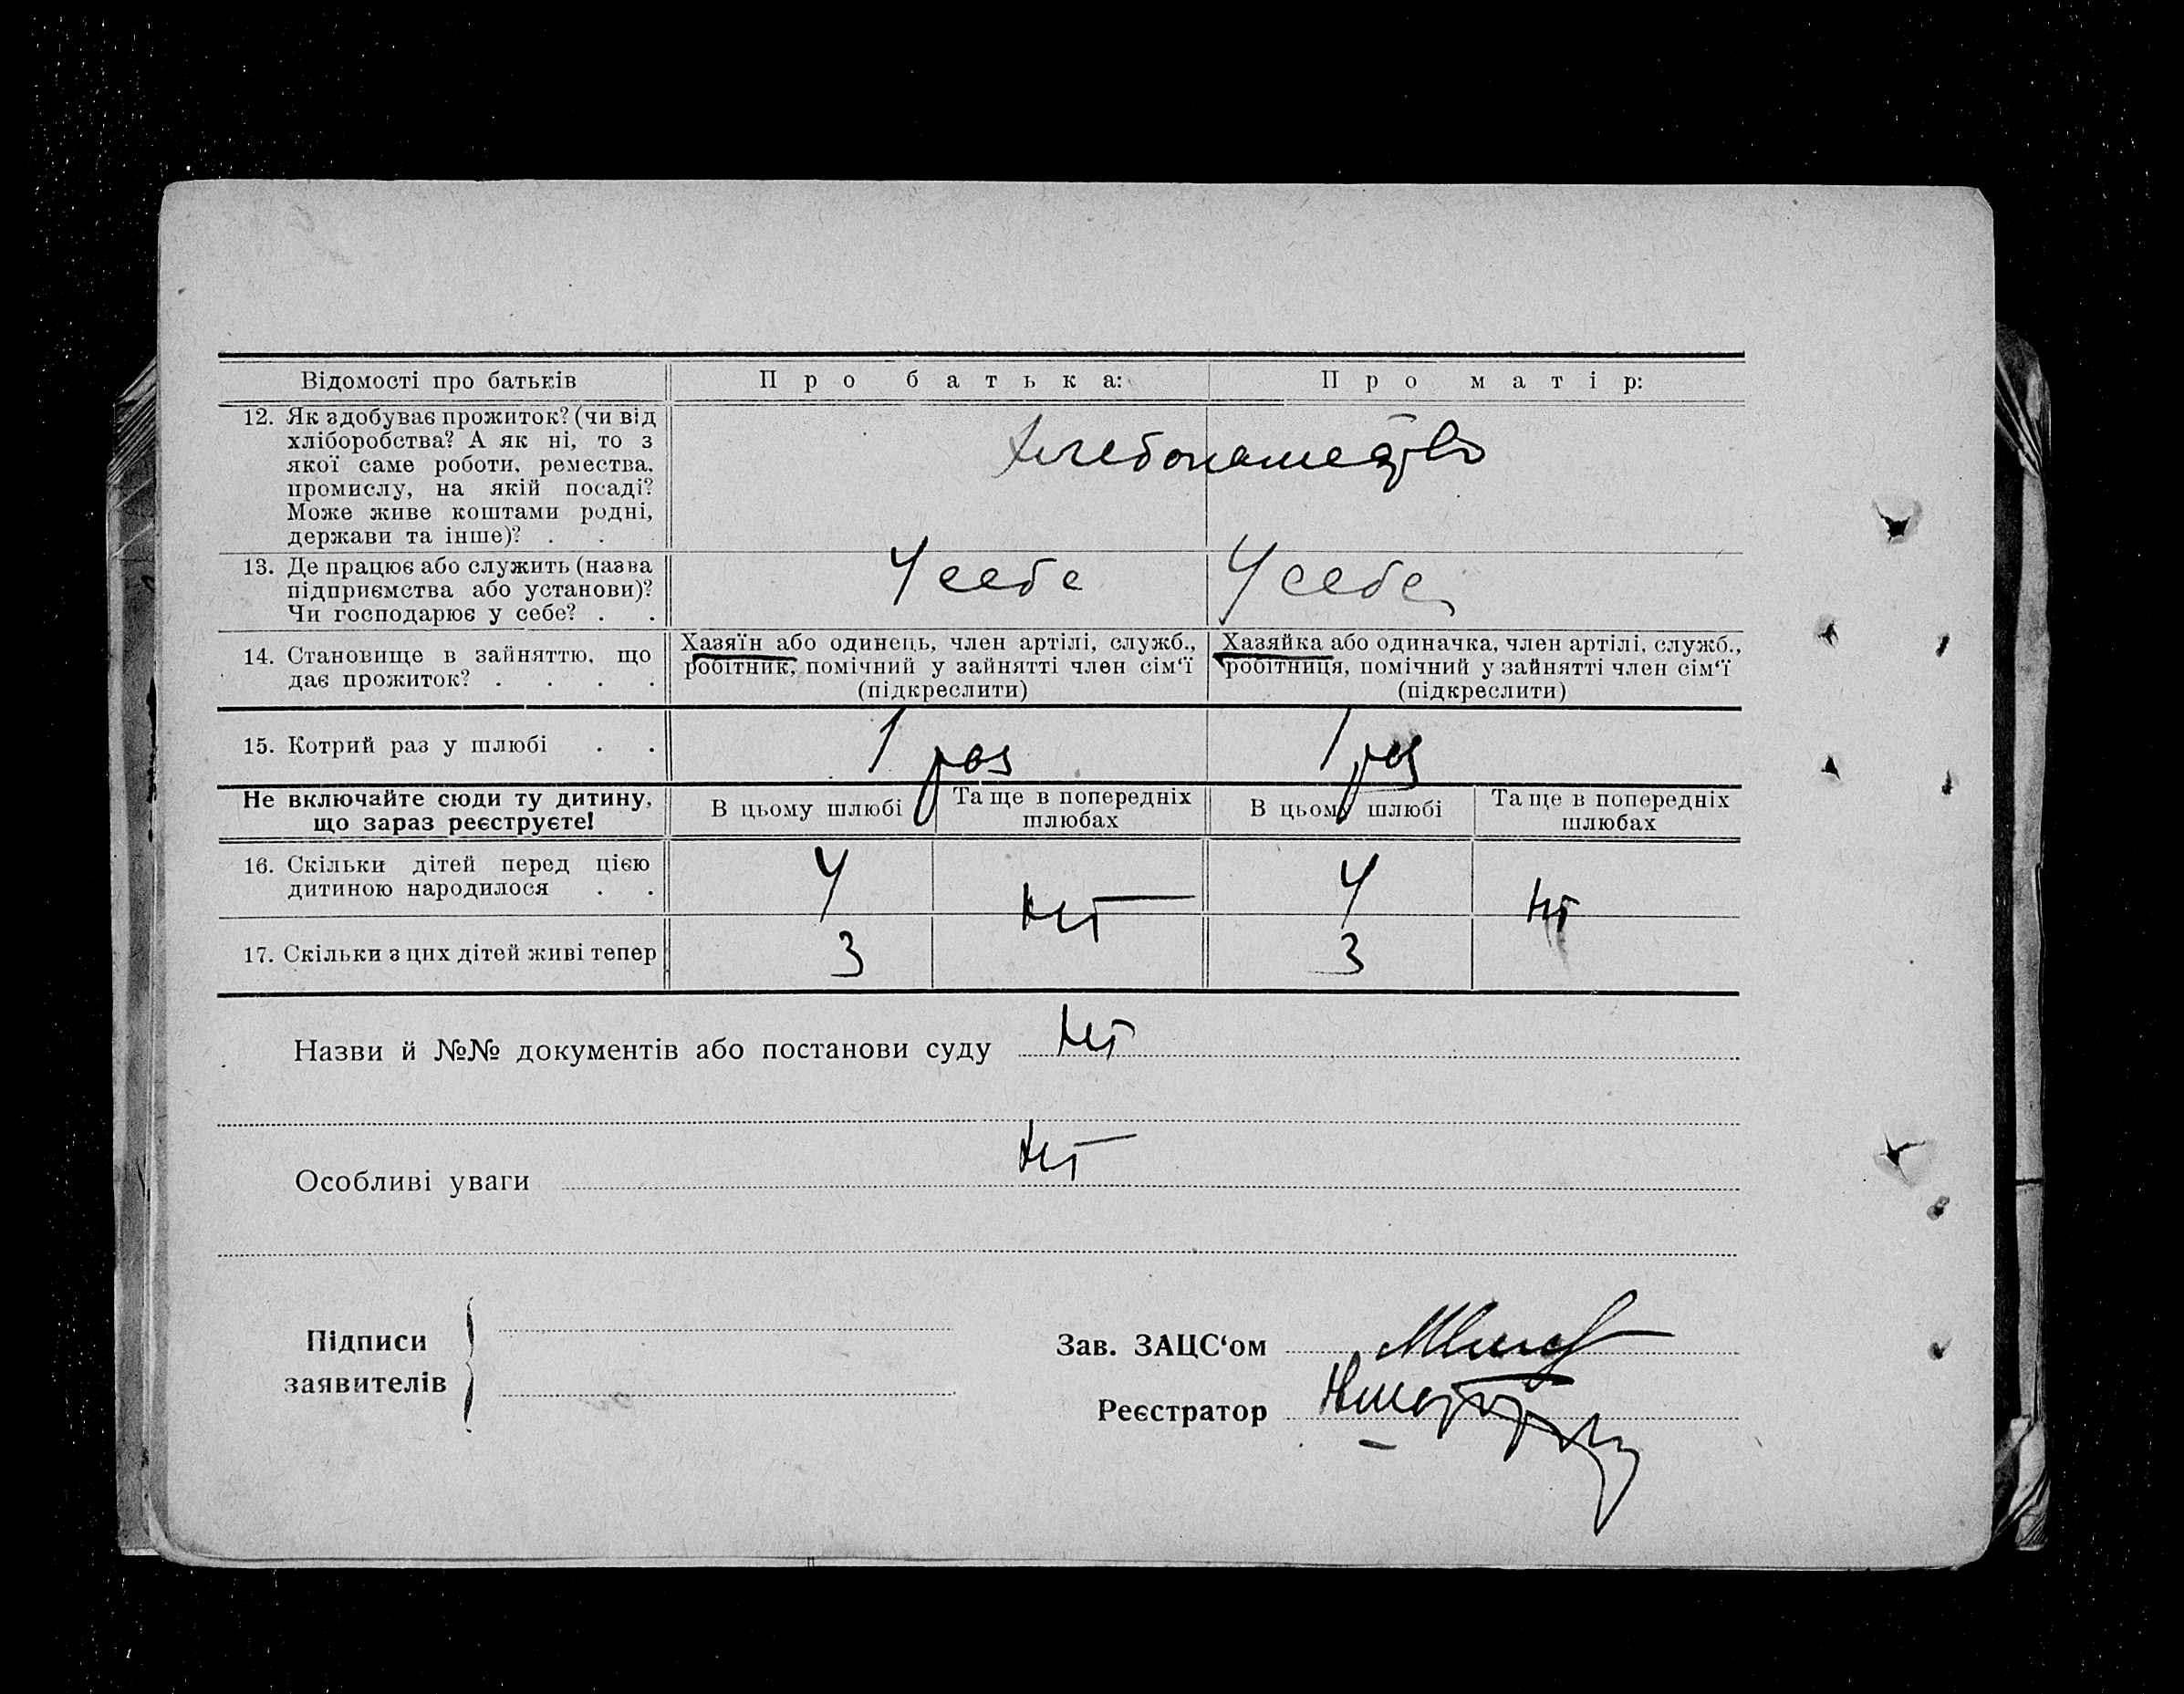 Відомості про батьків Про батька: Про матір:
12. Як здобуває прожиток? (чи від
хліборобства? А як ні, то з
якої саме роботи, ремества,
промислу, на якій посаді?
Може живе коштами родні,
держави та інше)? . .
Хлебопашество
13. Де працює або служить (назва
підприємства або установи)?
Чи господарює у себе? . .
У себе У себе
14. Становище в зайняттю, що
дає прожиток? . . . .
Хазяїн або одинець, член артілі, служб.,
робітник, помічний у зайнятті член сім‘ї
(підкреслити)
Хазяйка або одиначка, член артілі, служб.,
робітниця, помічний у зайнятті член сім‘ї
(підкреслити)
15. Котрий раз у шлюбі . . 1 раз 1 раз
Не включайте сюди ту дитину,
що зараз реєструєте!
В цьому шлюбі
Та ще в попередніх
шлюбах
В цьому шлюбі
Та ще в попередніх
шлюбах
16. Скільки дітей перед цією
дитиною народилося . .
4 нет 4 нет
17. Скільки з цих дітей живі тепер 3 3
Назви й №№ документів або постанови суду нет
Особливі уваги нет
Підписи
заявителів
Зав. ЗАЦС‘ом
Реєстратор